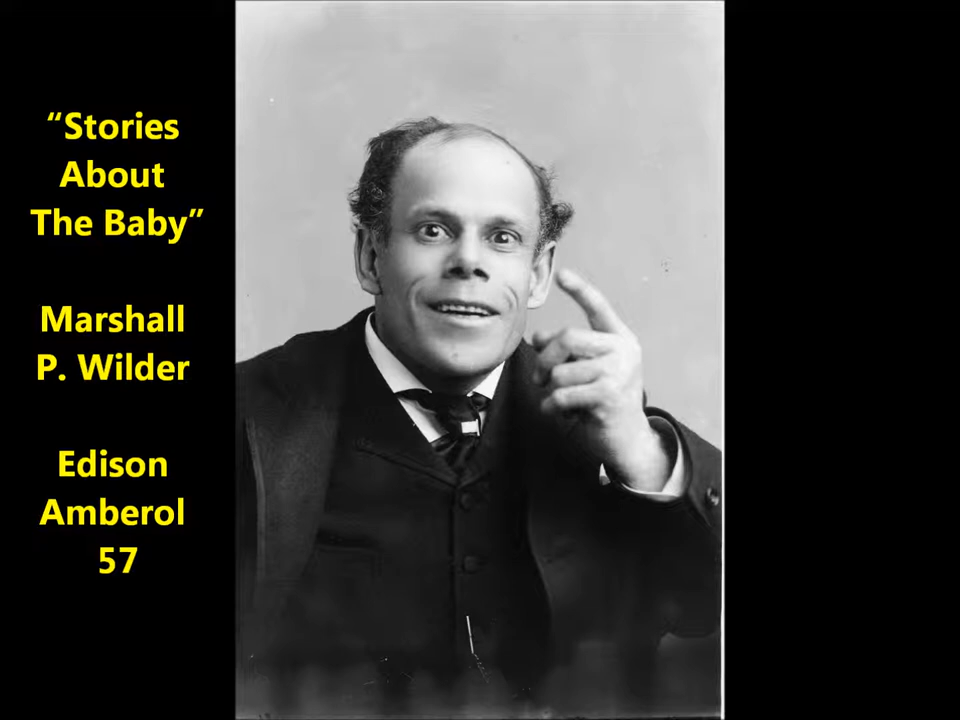 “Stories
About
The Baby”
Marshall
P. Wilder
Edison
Amberol
57